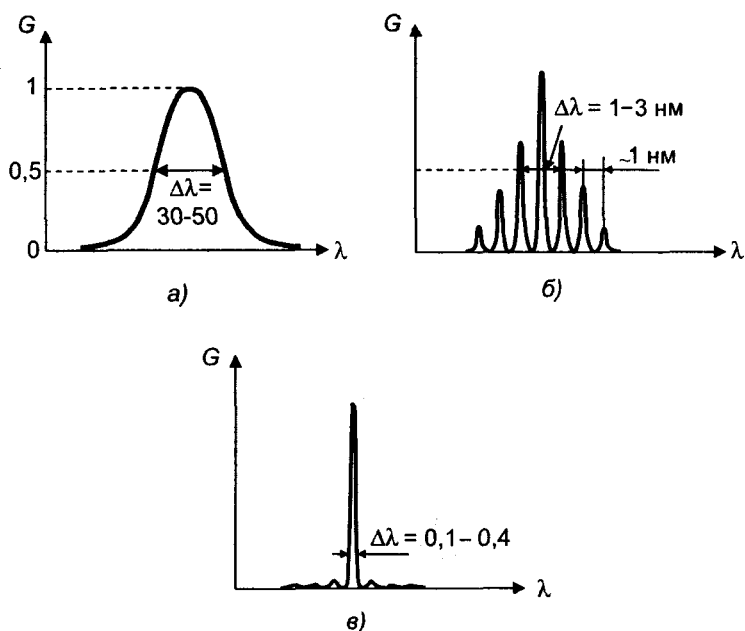 G
1
0,5
Δλ=
30-50
0
λ
а)
G
Δλ = 1–3 нм
~1 нм
λ
б)
G
Δλ = 0,1– 0,4
λ
в)